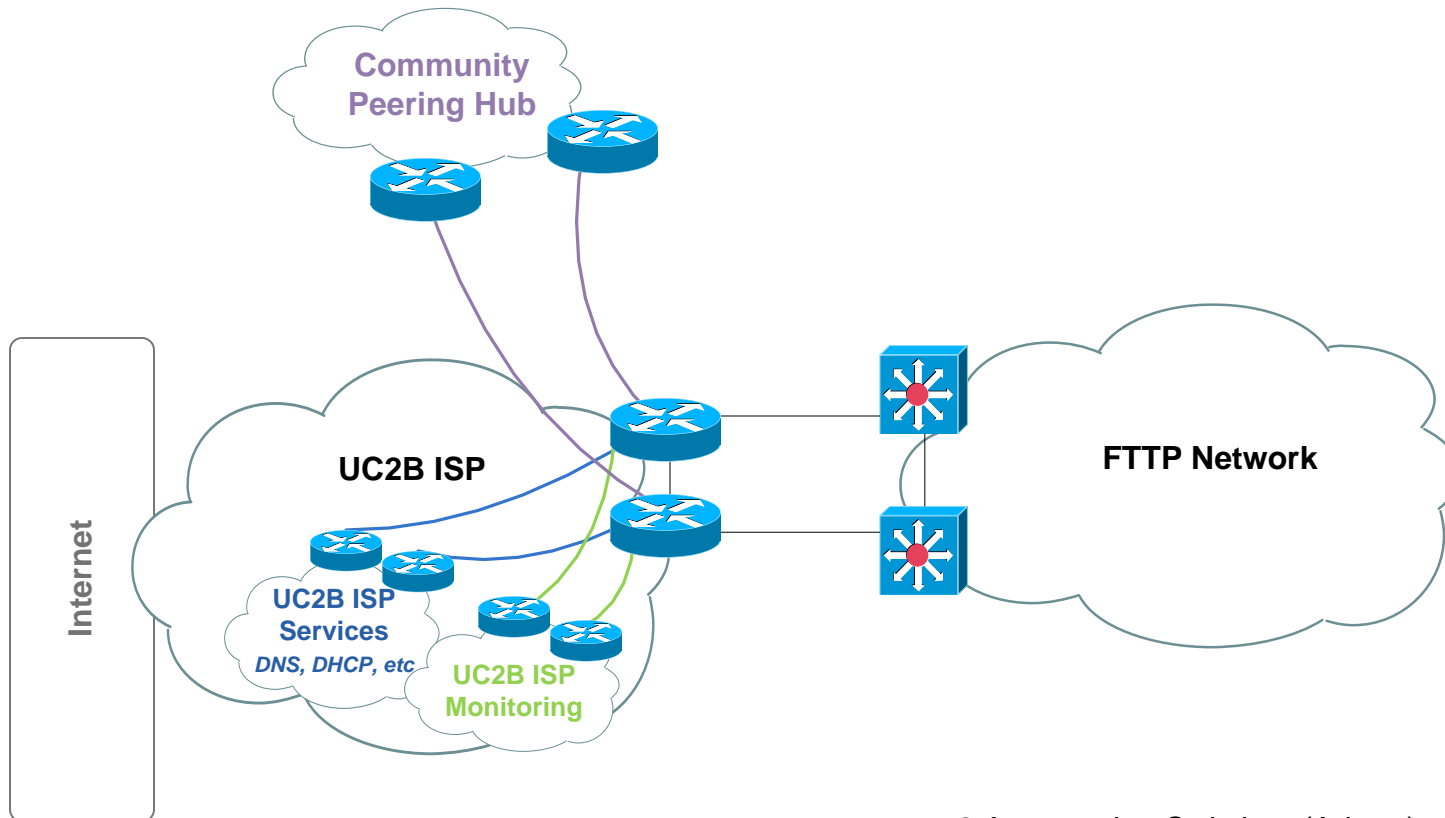 Community
Peering Hub
UC2B ISP
FTTP Network
Internet
UC2B ISP
Services
DNS, DHCP, etc
UC2B ISP
Monitoring